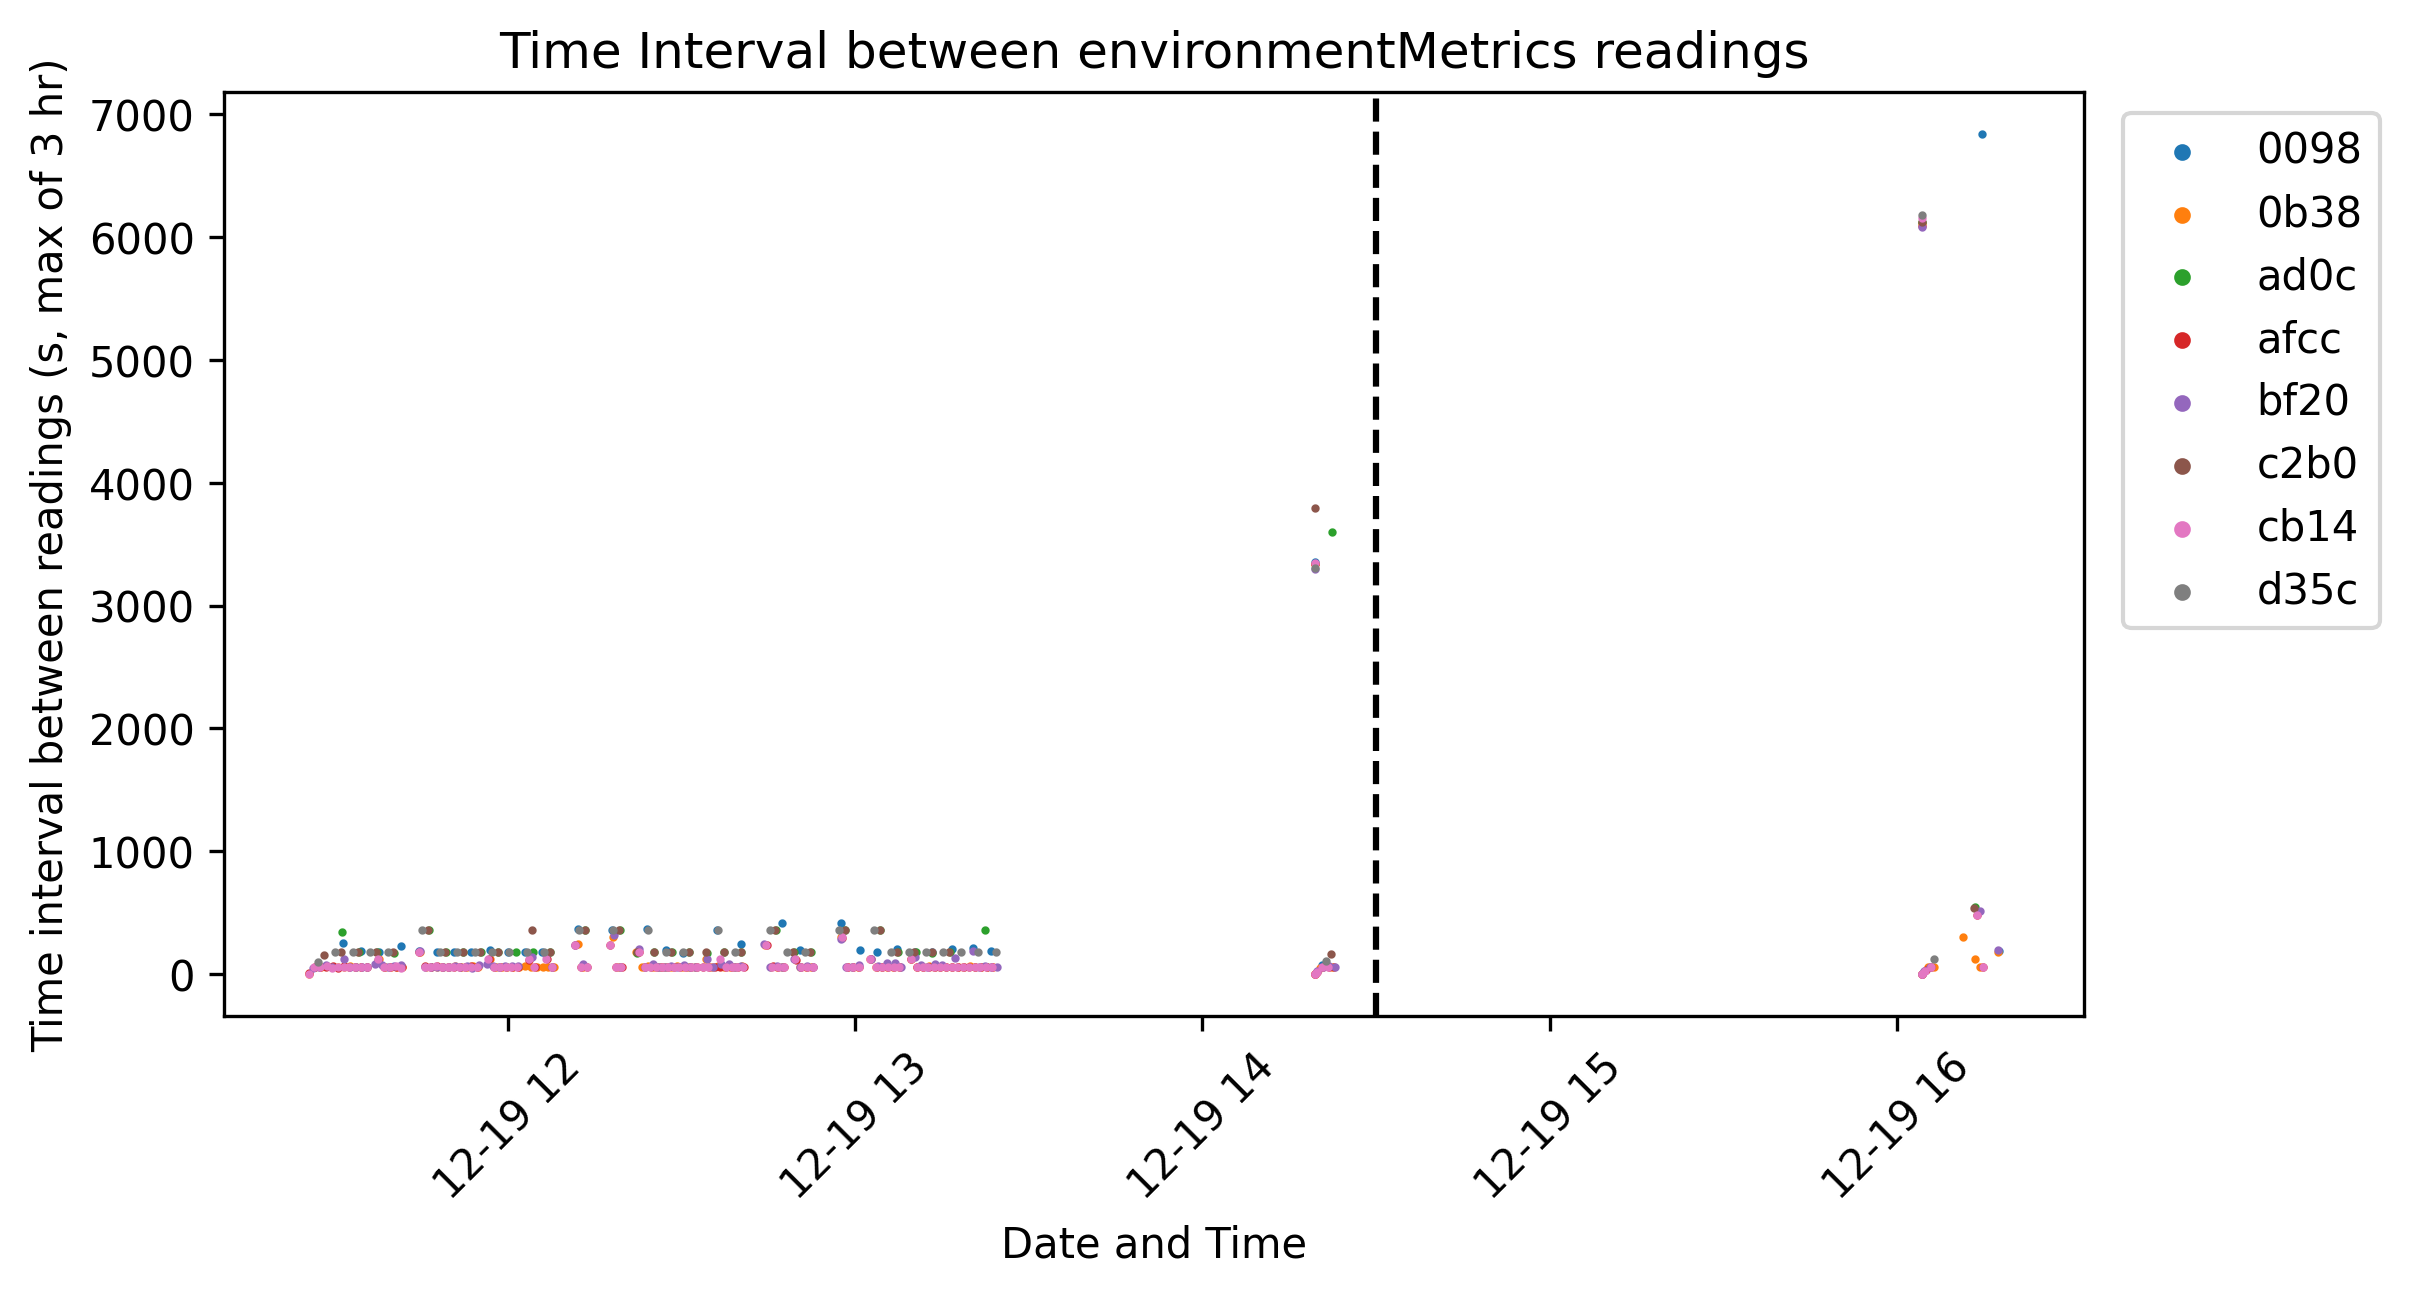 Time Interval between environmentMetrics readings
Time interval between readings (s, max of 3 hr)
7000
6000
5000
4000
3000
2000
1000
0
12-19 12
12-19 13
12-19 14
12-19 15
12-19 16
Date and Time
0098
0b38
ad0c
afcc
bf20
c2b0
cb14
d35c